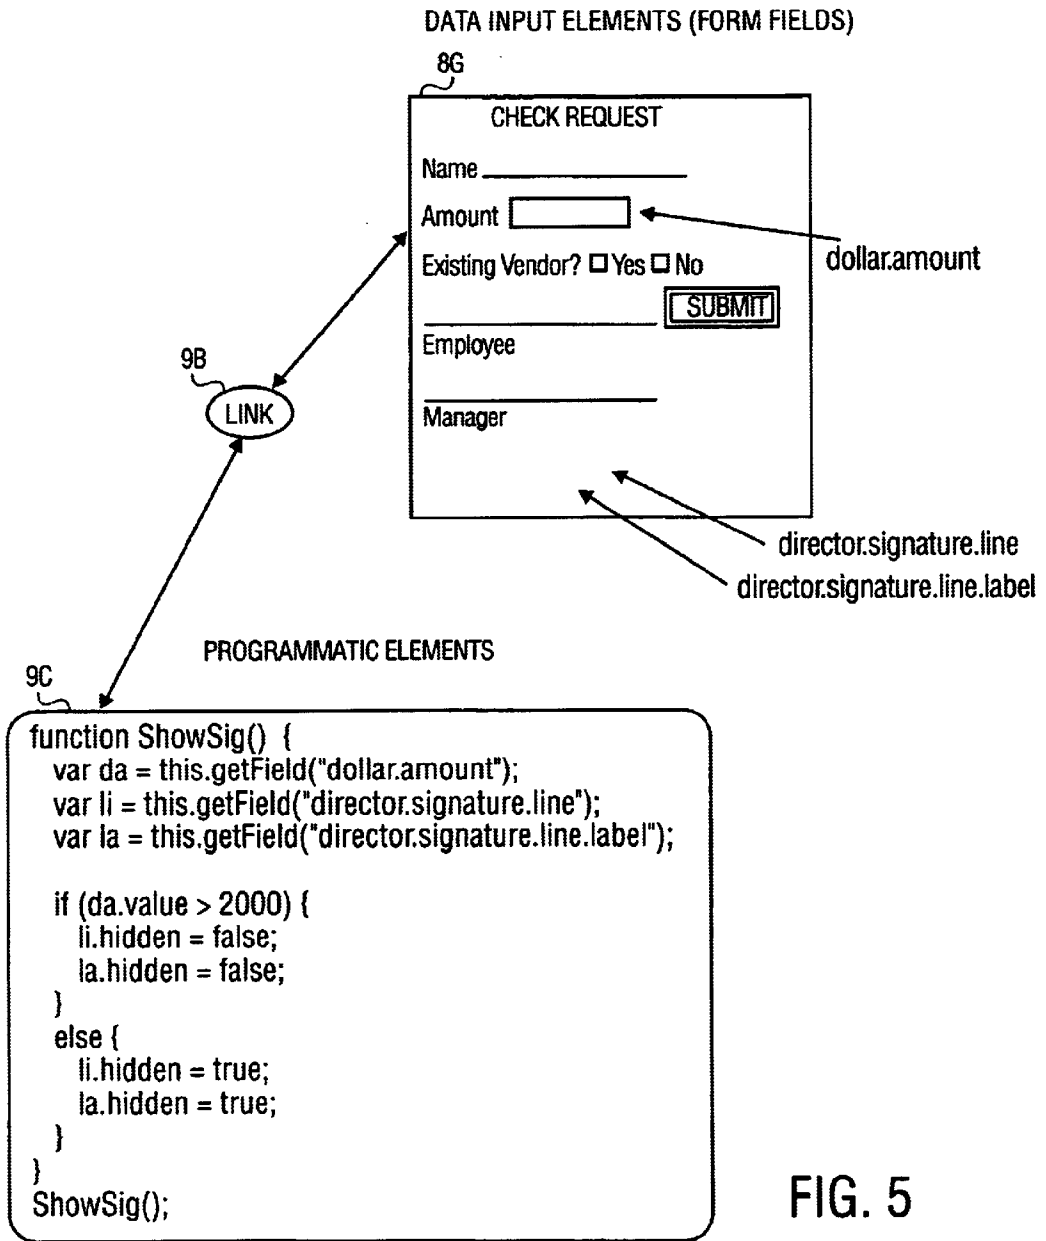 DATA INPUT ELEMENTS (FORM FIELDS)
8G
CHECK REQUEST
Name
Amount
dollar.amount
Existing Vendor? Yes No
SUBMIT
Employee
9B
LINK
Manager
director.signature.line
director.signature.line.label
PROGRAMMATIC ELEMENTS
9C
function ShowSig() {
var da = this.getField("dollar.amount");
var li = this.getField("director.signature.line");
var la = this.getField("director.signature.line.label");
if (da.value > 2000) {
li.hidden = false;
la.hidden = false;
}
else {
li.hidden = true;
la.hidden = true;
}
}
ShowSig();
FIG. 5